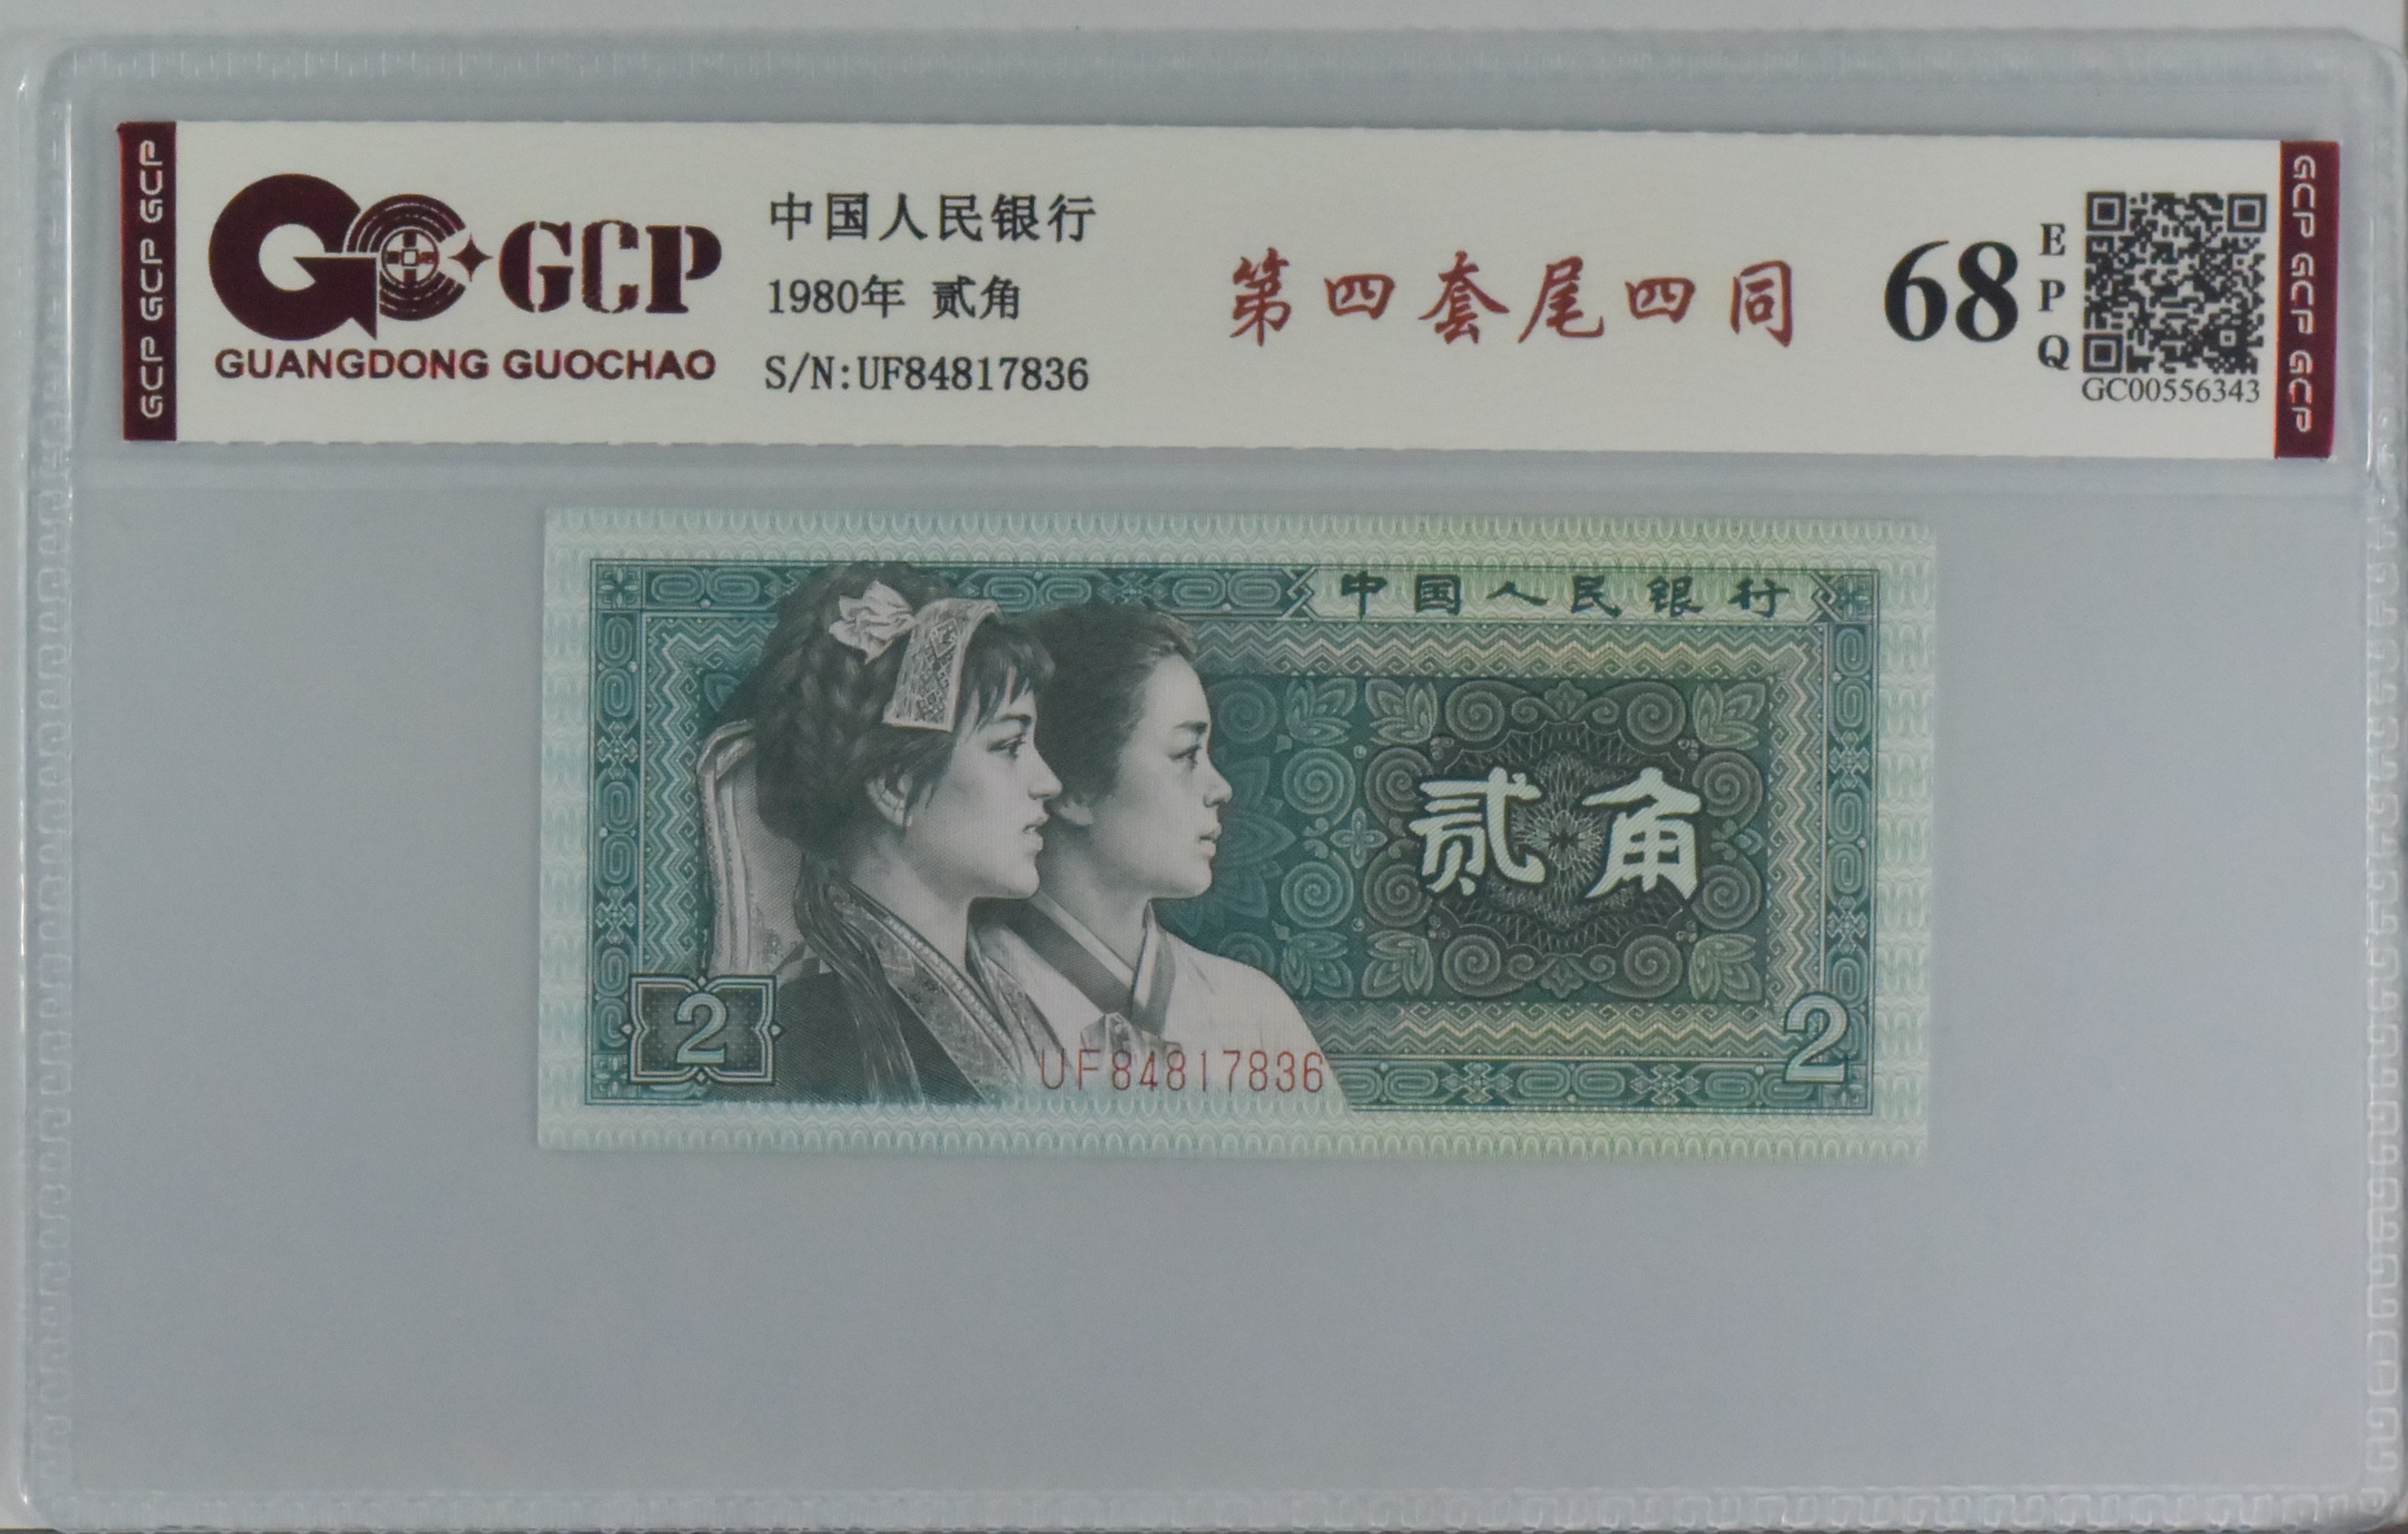 GCP GCP GCP
GCP
GUANGDONG GUOCHAO
中国人民银行
1980年 贰角
S/N:UF84817836
第四套尾四同
68
E
P
Q
GC00556343
GCP GCP GCP
中国人民银行
贰角
2
UF84817836
2